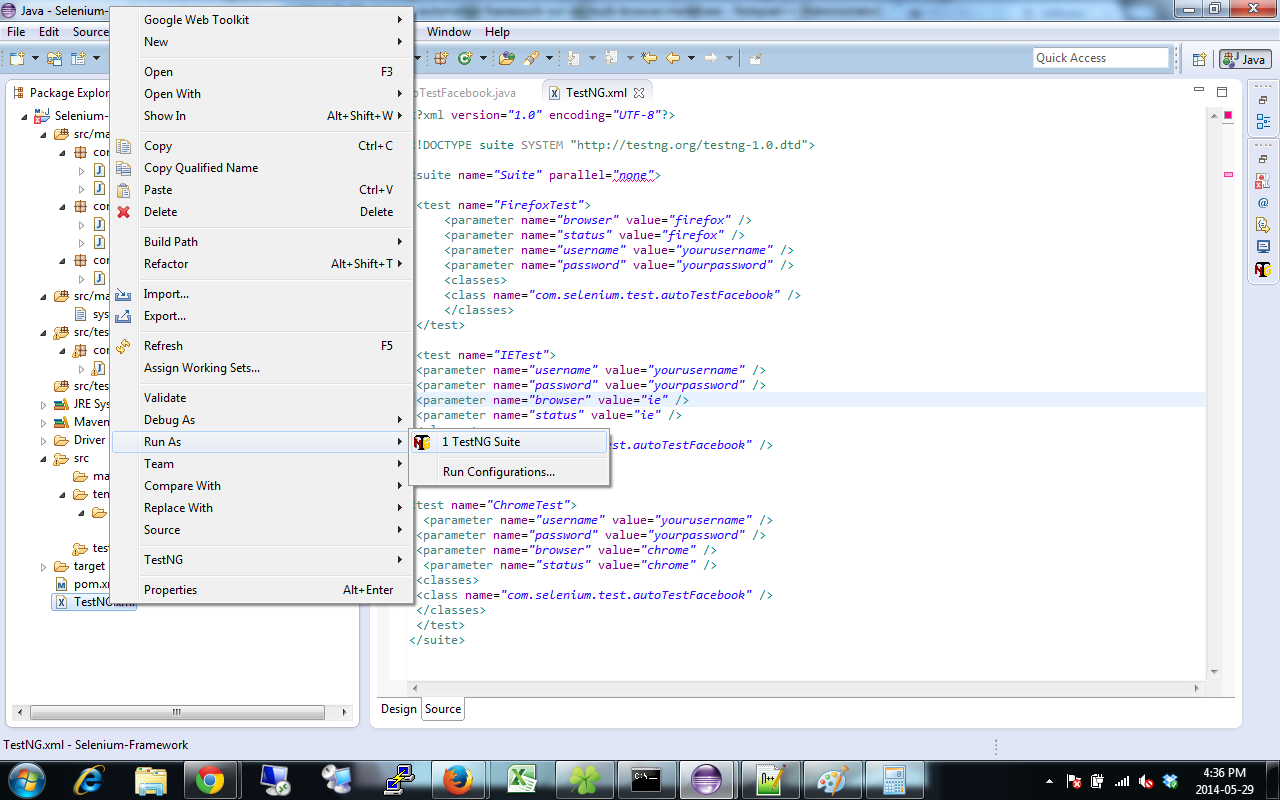 Java - Selenium-
File Edit Source
Window Help
Quick Access
Java
Package Explor
Selenium-
src/ma
con
con
con
src/ma
sys
src/tes
con
src/tes
JRE Sys
Maven
Driver
src
ma
tem
test
target
pom.xm
TestNG.xml
Google Web Toolkit
New
Open F3
Open With
Show In Alt+Shift+W
Copy Ctrl+C
Copy Qualified Name
Paste Ctrl+V
Delete Delete
Build Path
Refactor Alt+Shift+T
Import...
Export...
Refresh F5
Assign Working Sets...
Validate
Debug As
Run As
Team
Compare With
Replace With
Source
TestNG
Properties Alt+Enter
1 TestNG Suite
Run Configurations...
oTestFacebook.java
TestNG.xml
?xml version="1.0" encoding="UTF-8"?>
!DOCTYPE suite SYSTEM "http://testng.org/testng-1.0.dtd">
suite name="Suite" parallel="none">
<test name="FirefoxTest">
<parameter name="browser" value="firefox" />
<parameter name="status" value="firefox" />
<parameter name="username" value="yourusername" />
<parameter name="password" value="yourpassword" />
<classes>
<class name="com.selenium.test.autoTestFacebook" />
</classes>
</test>
<test name="IETest">
<parameter name="username" value="yourusername" />
<parameter name="password" value="yourpassword" />
<parameter name="browser" value="ie" />
<parameter name="status" value="ie" />
t.autoTestFacebook" />
<test name="ChromeTest">
<parameter name="username" value="yourusername" />
<parameter name="password" value="yourpassword" />
<parameter name="browser" value="chrome" />
<parameter name="status" value="chrome" />
<classes>
<class name="com.selenium.test.autoTestFacebook" />
</classes>
</test>
</suite>
Design Source
TestNG.xml - Selenium-Framework
4:36 PM
2014-05-29